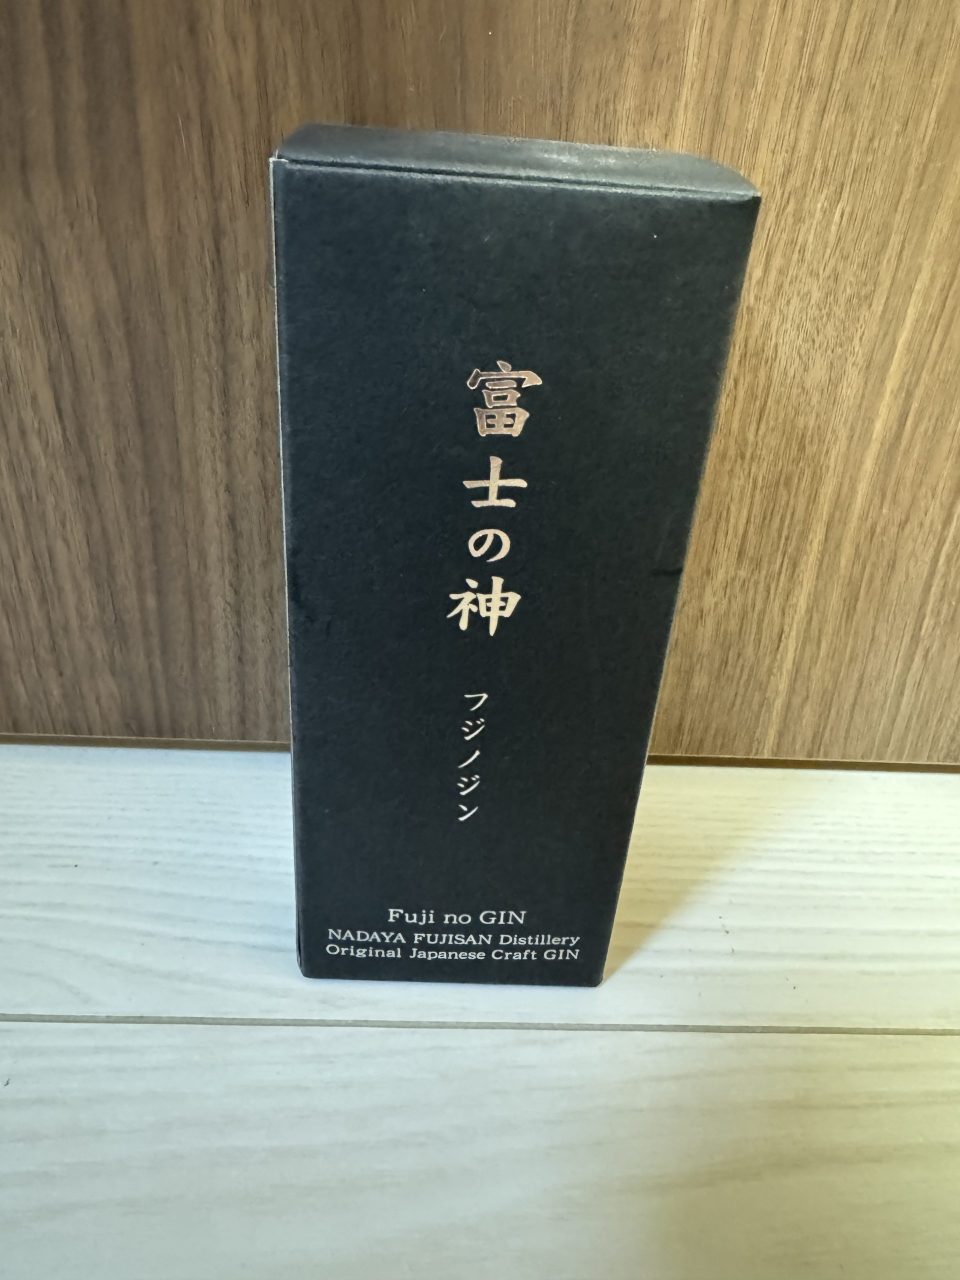 富士の神
フジノジン
Fuji no GIN
NADAYA FUJISAN Distillery
Original Japanese Craft GIN